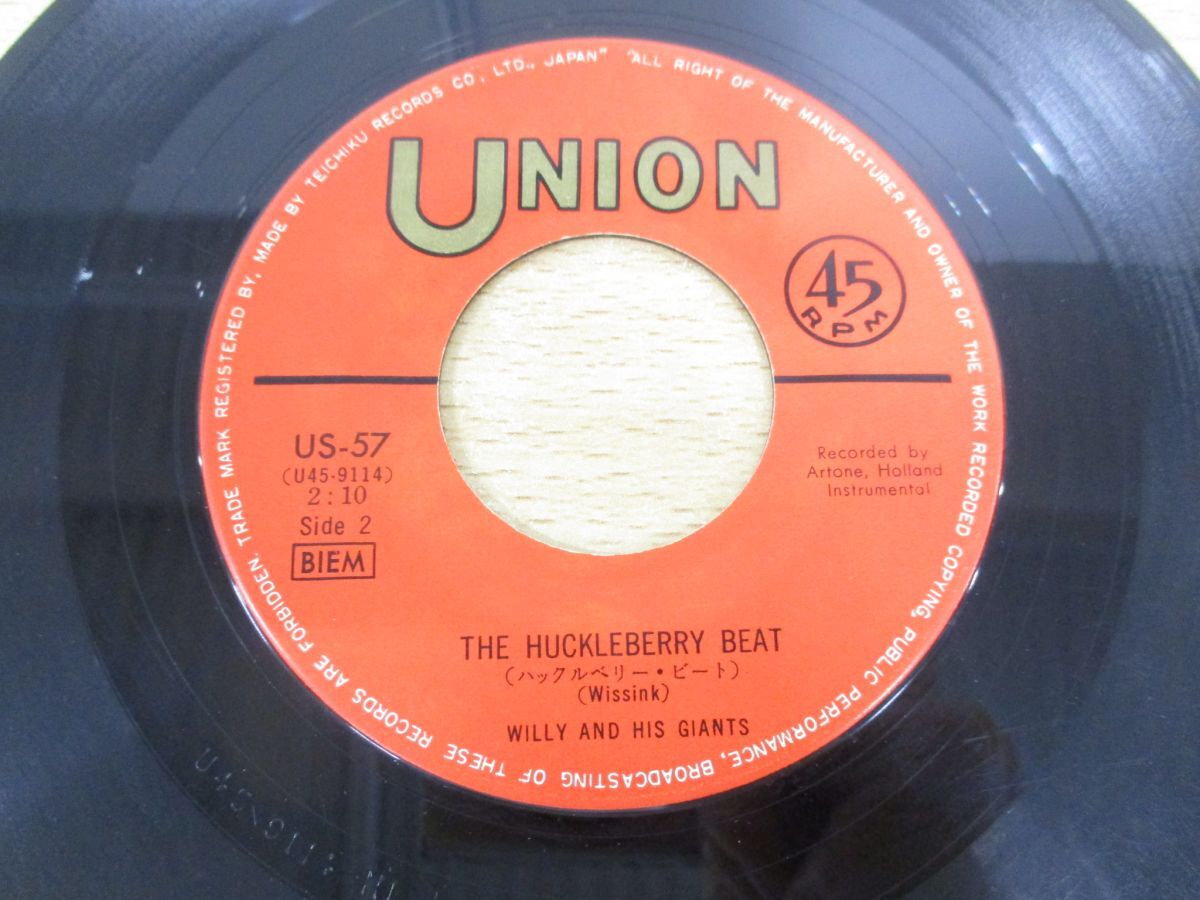 TRADE MARK REGISTERED BY, MADE BY TEICHIKU RECORDS CO., LTD., JAPAN" "ALL RIGHT OF THE MANUFACTURER AND OWNER OF THE WORK RECORDED COPYING, PUBLIC PERFORMANCE, BROADCASTING OF THESE RECORDS ARE FORBIDDEN.
UNION
45
RPM
US-57
(U45-9114)
2:10
Side 2
BIEM
Recorded by
Artone, Holland
Instrumental
THE HUCKLEBERRY BEAT
(ハックルベリー・ビート)
(Wissink)
WILLY AND HIS GIANTS